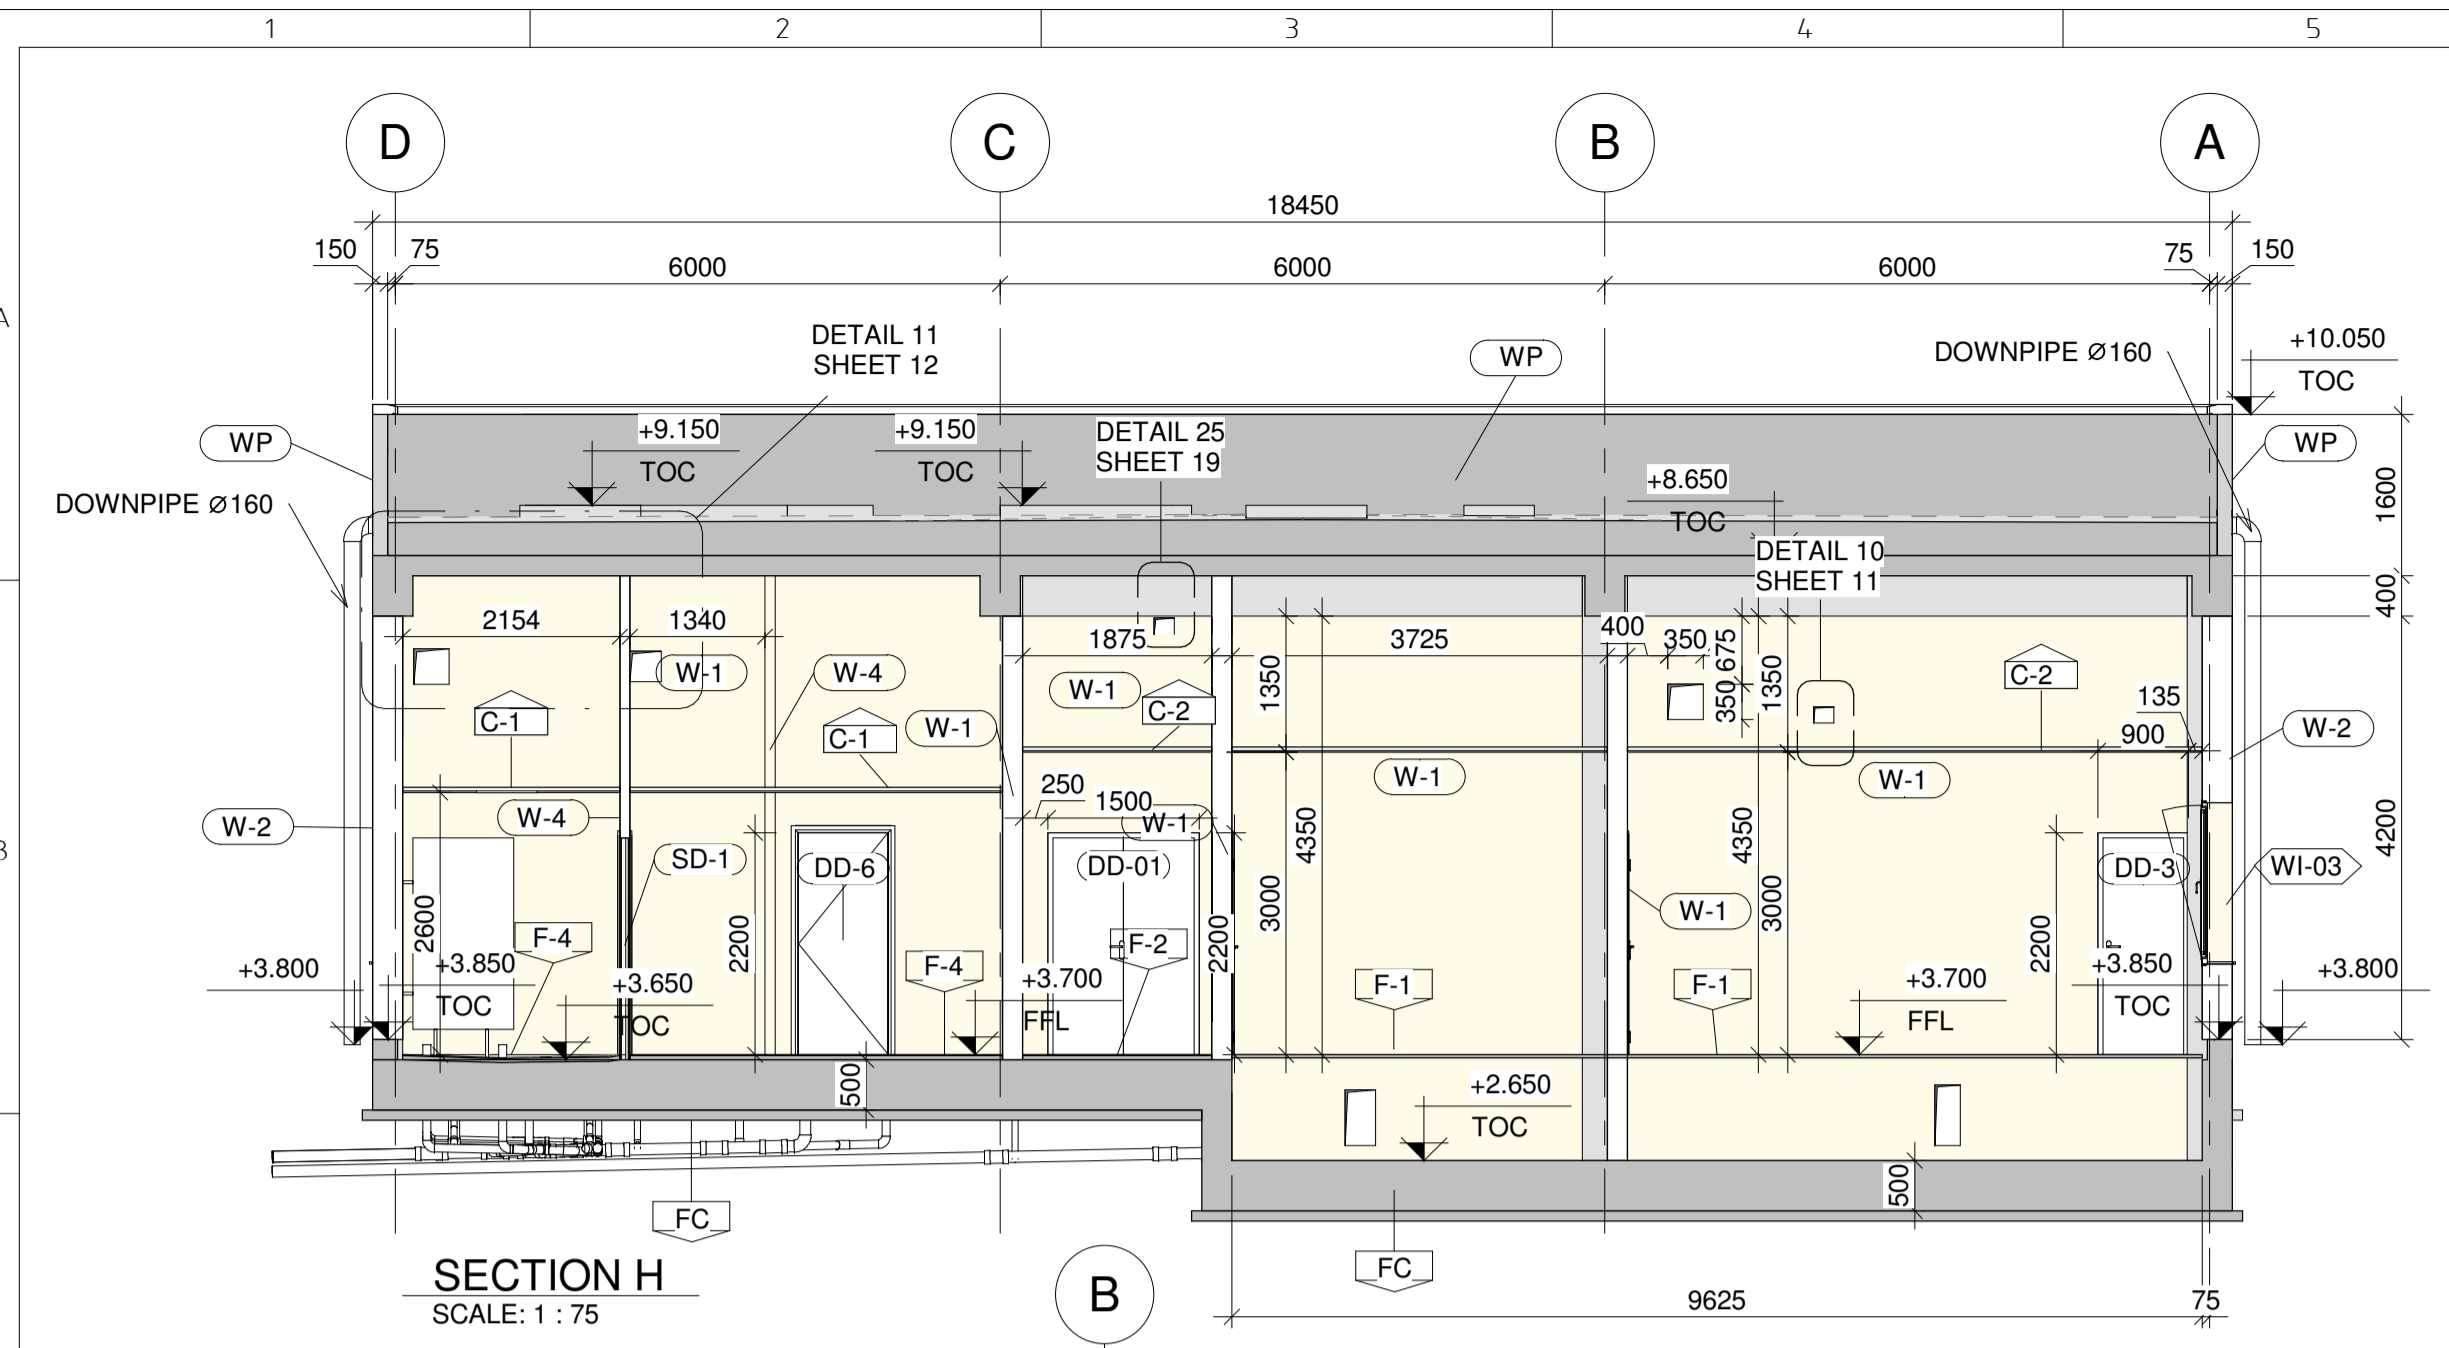 1 2 3 4 5
D C B A
18450
150 75 6000 6000 6000 75 150
A
DETAIL 11
SHEET 12
WP
DOWNPIPE Ø160
+10.050
TOC
WP
+9.150
TOC
+9.150
TOC
DETAIL 25
SHEET 19
WP
DOWNPIPE Ø160
+8.650
TOC
1600
DETAIL 10
SHEET 11
400
2154 1340 1875 3725 400 350 675
1350 350 1350
W-1 W-4 W-1 C-2 C-2
135
C-1 C-1 W-1 W-2
900
W-1 W-1
250 1500
W-2 W-4 W-1
4350 4350 4200
B
SD-1 DD-6 DD-01 DD-3 WI-03
2600 2200 2200 3000 W-1 3000 2200
F-4 F-2
+3.800 +3.850
TOC
+3.650
TOC
F-4
+3.700
FFL
F-1 F-1
+3.700
FFL
+3.850
TOC
+3.800
500
+2.650
TOC
500
FC
FC
SECTION H
SCALE: 1 : 75
B
9625 75